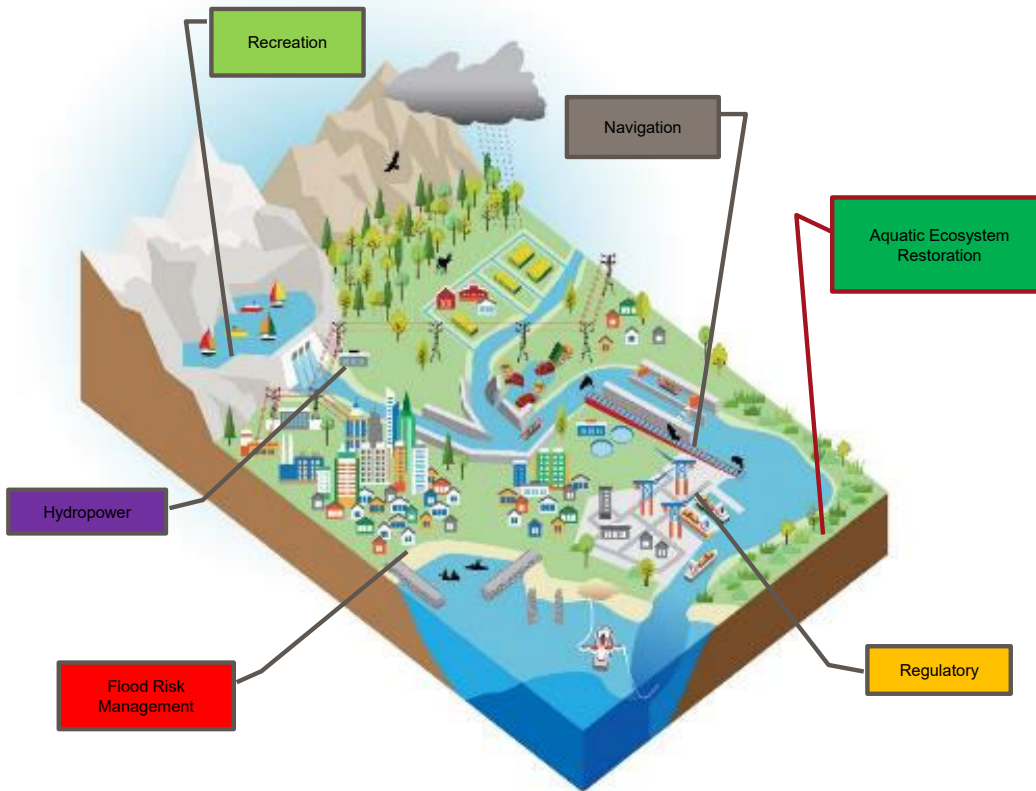 Recreation
Navigation
Aquatic Ecosystem
Restoration
Hydropower
Flood Risk
Management
Regulatory